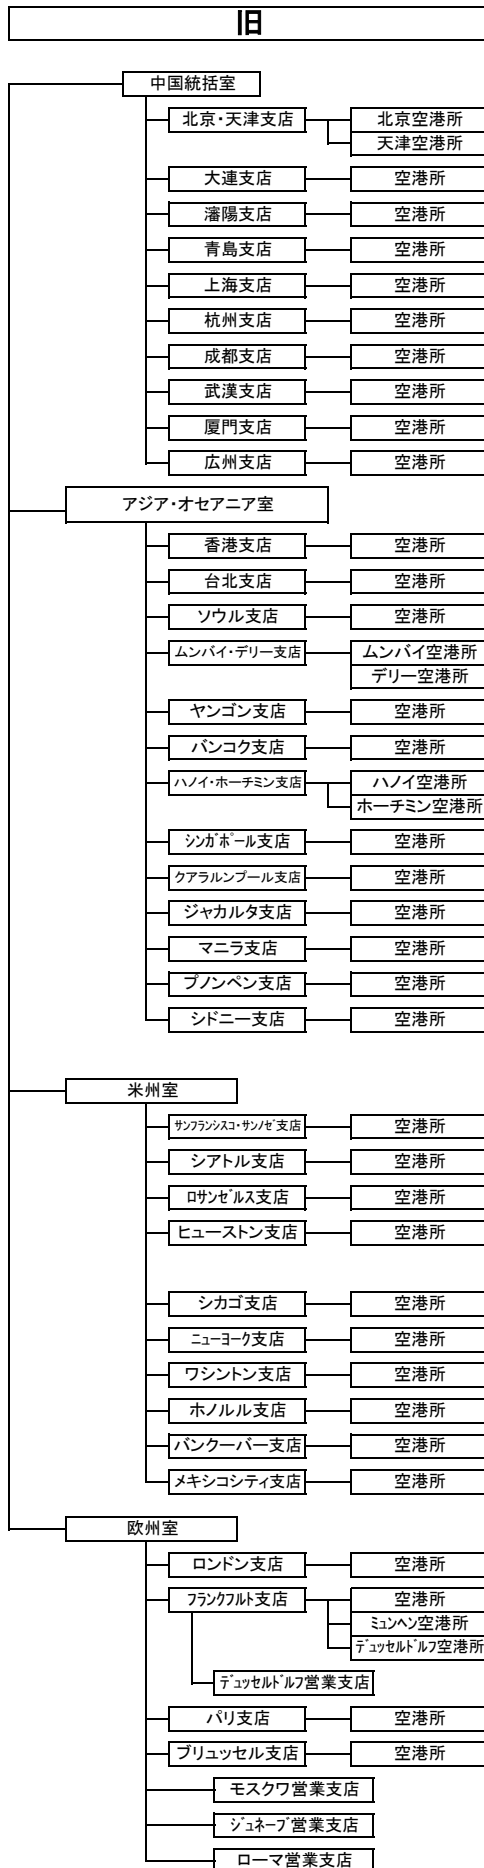 旧
中国統括室
北京・天津支店 北京空港所
天津空港所
大連支店 空港所
瀋陽支店 空港所
青島支店 空港所
上海支店 空港所
杭州支店 空港所
成都支店 空港所
武漢支店 空港所
厦門支店 空港所
広州支店 空港所
アジア・オセアニア室
香港支店 空港所
台北支店 空港所
ソウル支店 空港所
ムンバイ・デリー支店 ムンバイ空港所
デリー空港所
ヤンゴン支店 空港所
バンコク支店 空港所
ハノイ・ホーチミン支店 ハノイ空港所
ホーチミン空港所
シンガポール支店 空港所
クアラルンプール支店 空港所
ジャカルタ支店 空港所
マニラ支店 空港所
プノンペン支店 空港所
シドニー支店 空港所
米州室
サンフランシスコ・サンノゼ支店 空港所
シアトル支店 空港所
ロサンゼルス支店 空港所
ヒューストン支店 空港所
シカゴ支店 空港所
ニューヨーク支店 空港所
ワシントン支店 空港所
ホノルル支店 空港所
バンクーバー支店 空港所
メキシコシティ支店 空港所
欧州室
ロンドン支店 空港所
フランクフルト支店 空港所
ミュンヘン空港所
デュッセルドルフ空港所
デュッセルドルフ営業支店
パリ支店 空港所
ブリュッセル支店 空港所
モスクワ営業支店
ジュネーブ営業支店
ローマ営業支店